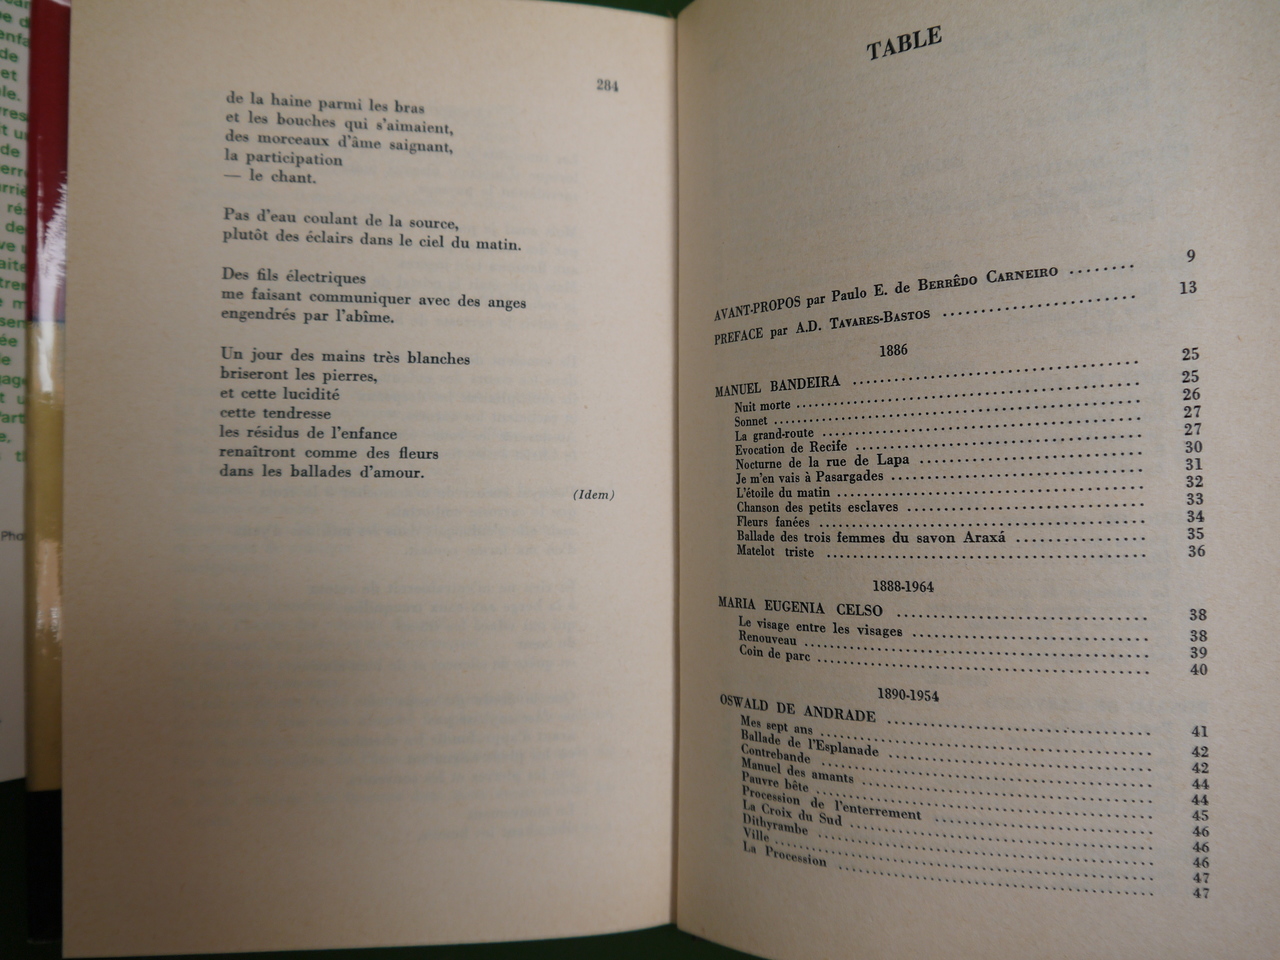 284
de la haine parmi les bras
et les bouches qui s'aimaient,
des morceaux d'âme saignant,
la participation
— le chant.
Pas d'eau coulant de la source,
plutôt des éclairs dans le ciel du matin.
Des fils électriques
me faisant communiquer avec des anges
engendrés par l'abîme.
Un jour des mains très blanches
briseront les pierres,
et cette lucidité
cette tendresse
les résidus de l'enfance
renaîtront comme des fleurs
dans les ballades d'amour.
(Idem)
TABLE
AVANT-PROPOS par Paulo E. de BERRÊDO CARNEIRO ........ 9
PREFACE par A.D. TAVARES-BASTOS ........ 13
1886
MANUEL BANDEIRA ........ 25
Nuit morte ........ 25
Sonnet ........ 26
La grand-route ........ 27
Evocation de Recife ........ 27
Nocturne de la rue de Lapa ........ 30
Je m'en vais à Pasargades ........ 31
L'étoile du matin ........ 32
Chanson des petits esclaves ........ 33
Fleurs fanées ........ 34
Ballade des trois femmes du savon Araxá ........ 35
Matelot triste ........ 36
1888-1964
MARIA EUGENIA CELSO ........ 38
Le visage entre les visages ........ 38
Renouveau ........ 39
Coin de parc ........ 40
1890-1954
OSWALD DE ANDRADE ........ 41
Mes sept ans ........ 42
Ballade de l'Esplanade ........ 42
Contrebande ........ 44
Manuel des amants ........ 44
Pauvre bête ........ 45
Procession de l'enterrement ........ 46
La Croix du Sud ........ 46
Dithyrambe ........ 46
Ville ........ 47
La Procession ........ 47